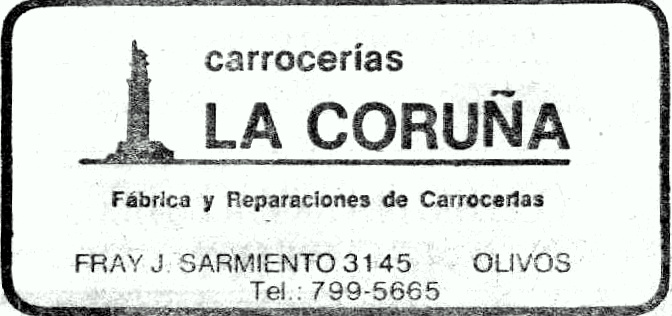 carrocerías
LA CORUÑA
Fábrica y Reparaciones de Carrocerías
FRAY J. SARMIENTO 3145 OLIVOS
Tel.: 799-5665